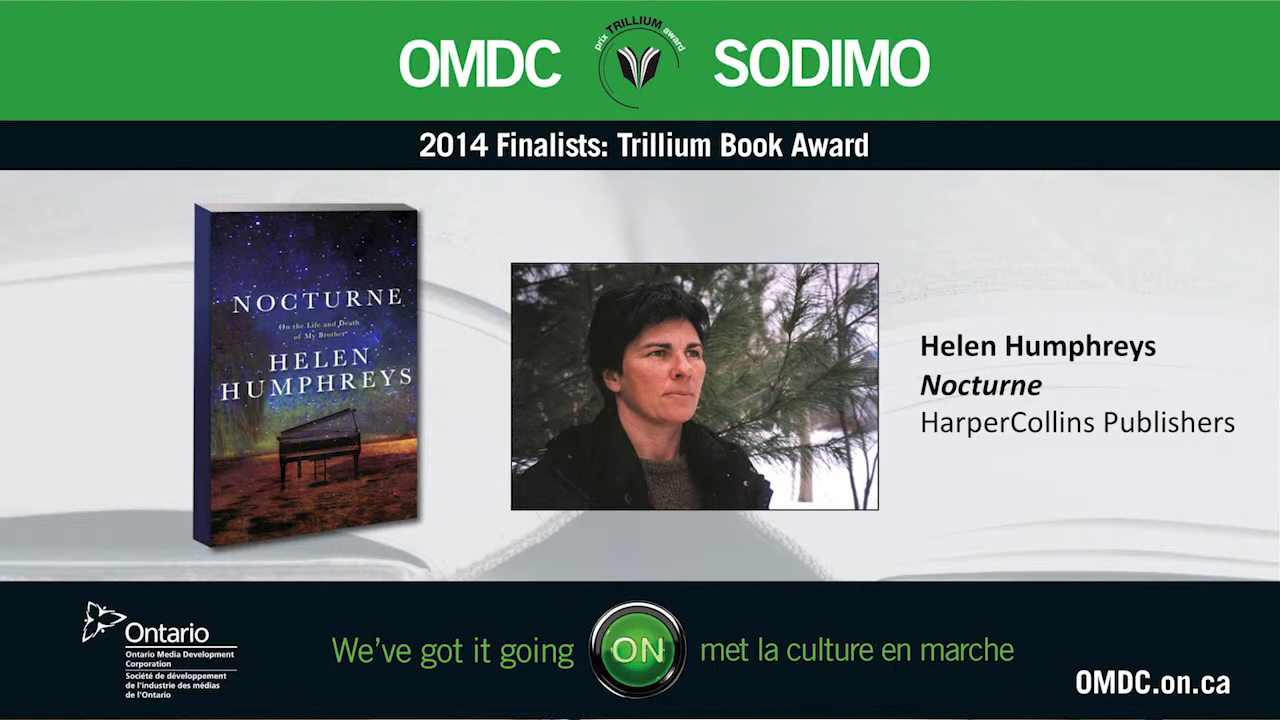 OMDC
prix TRILLIUM award
SODIMO
2014 Finalists: Trillium Book Award
NOCTURNE
On the Life and Death
of My Brother
HELEN
HUMPHREYS
Helen Humphreys
Nocturne
HarperCollins Publishers
Ontario
Ontario Media Development
Corporation
Société de développement
de l'industrie des médias
de l'Ontario
We've got it going
ON
met la culture en marche
OMDC.on.ca